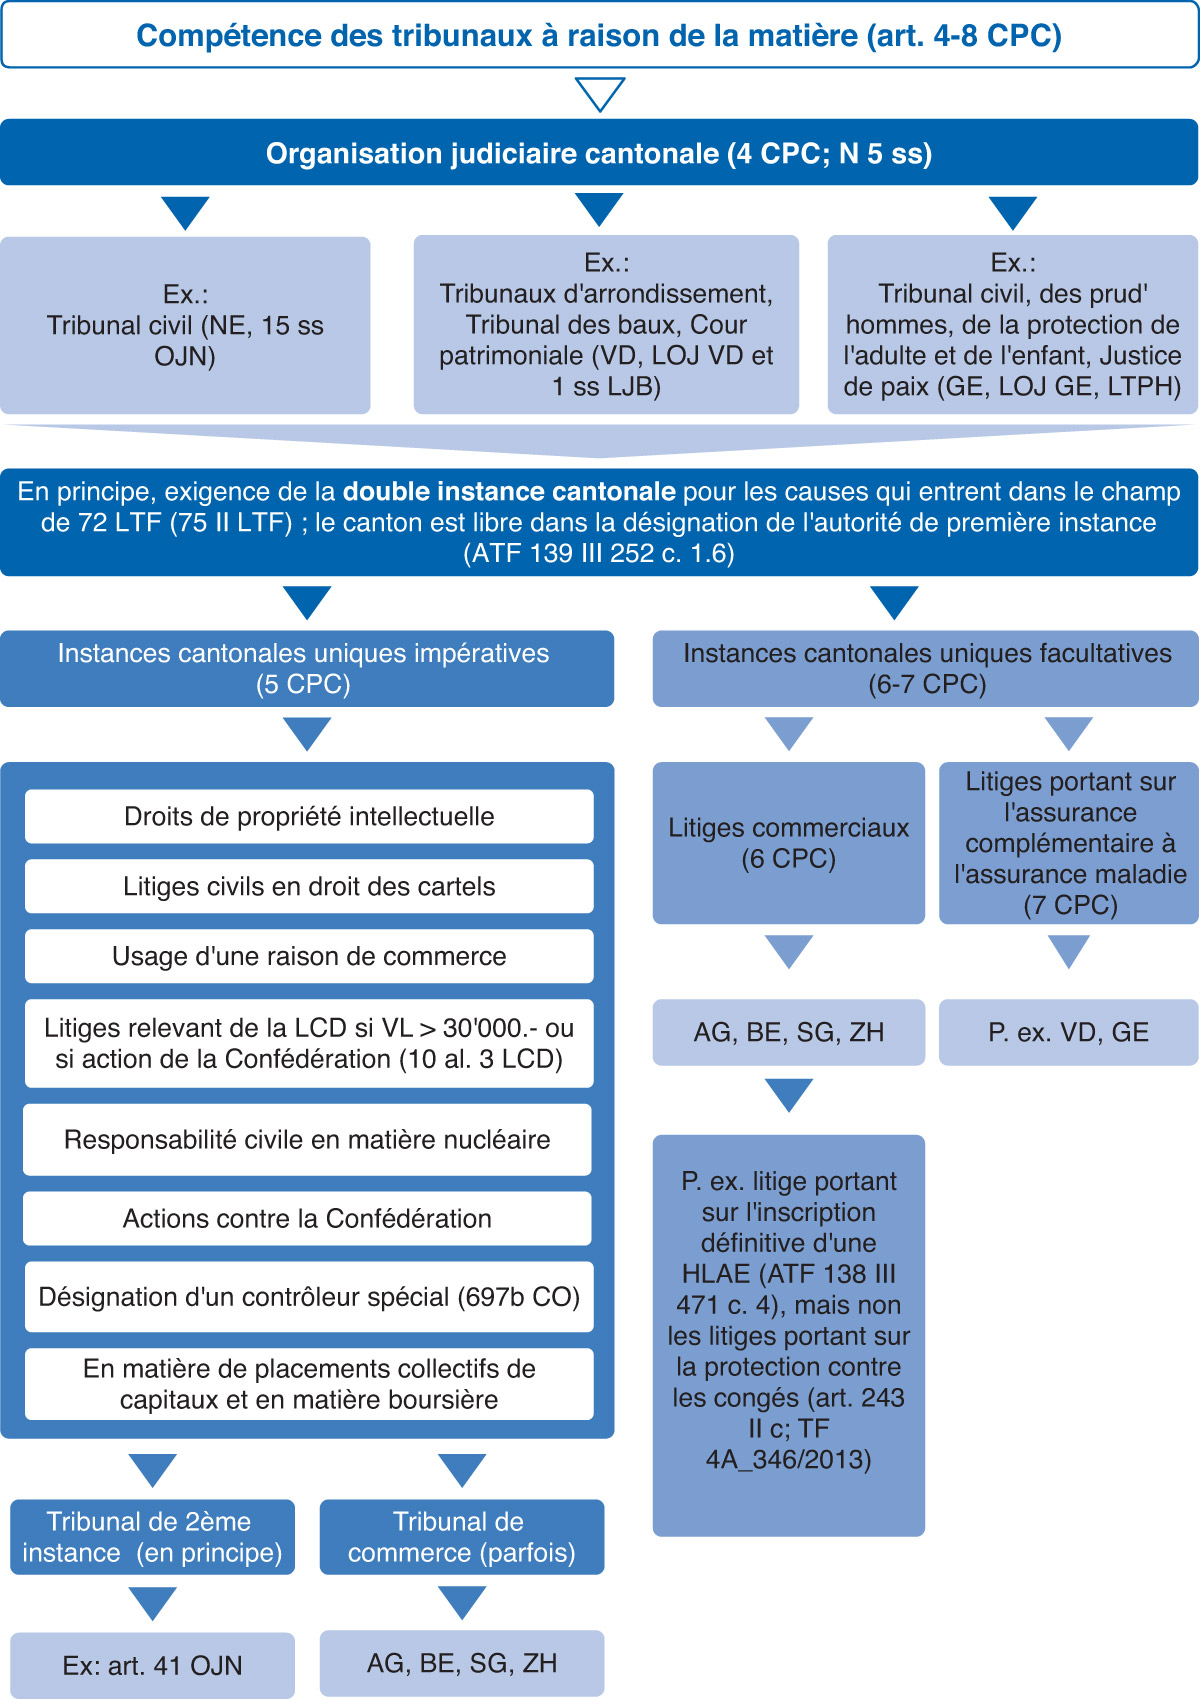 Compétence des tribunaux à raison de la matière (art. 4-8 CPC)
Organisation judiciaire cantonale (4 CPC; N 5 ss)
Ex.:
Tribunal civil (NE, 15 ss
OJN)
Ex.:
Tribunaux d'arrondissement,
Tribunal des baux, Cour
patrimoniale (VD, LOJ VD et
1 ss LJB)
Ex.:
Tribunal civil, des prud'
hommes, de la protection de
l'adulte et de l'enfant, Justice
de paix (GE, LOJ GE, LTPH)
En principe, exigence de la double instance cantonale pour les causes qui entrent dans le champ
de 72 LTF (75 II LTF) ; le canton est libre dans la désignation de l'autorité de première instance
(ATF 139 III 252 c. 1.6)
Instances cantonales uniques impératives
(5 CPC)
Droits de propriété intellectuelle
Litiges civils en droit des cartels
Usage d'une raison de commerce
Litiges relevant de la LCD si VL > 30'000.- ou
si action de la Confédération (10 al. 3 LCD)
Responsabilité civile en matière nucléaire
Actions contre la Confédération
Désignation d'un contrôleur spécial (697b CO)
En matière de placements collectifs de
capitaux et en matière boursière
Tribunal de 2ème
instance (en principe)
Ex: art. 41 OJN
Tribunal de
commerce (parfois)
AG, BE, SG, ZH
Instances cantonales uniques facultatives
(6-7 CPC)
Litiges commerciaux
(6 CPC)
AG, BE, SG, ZH
P. ex. litige portant
sur l'inscription
définitive d'une
HLAE (ATF 138 III
471 c. 4), mais non
les litiges portant sur
la protection contre
les congés (art. 243
II c; TF
4A_346/2013)
Litiges portant sur
l'assurance
complémentaire à
l'assurance maladie
(7 CPC)
P. ex. VD, GE